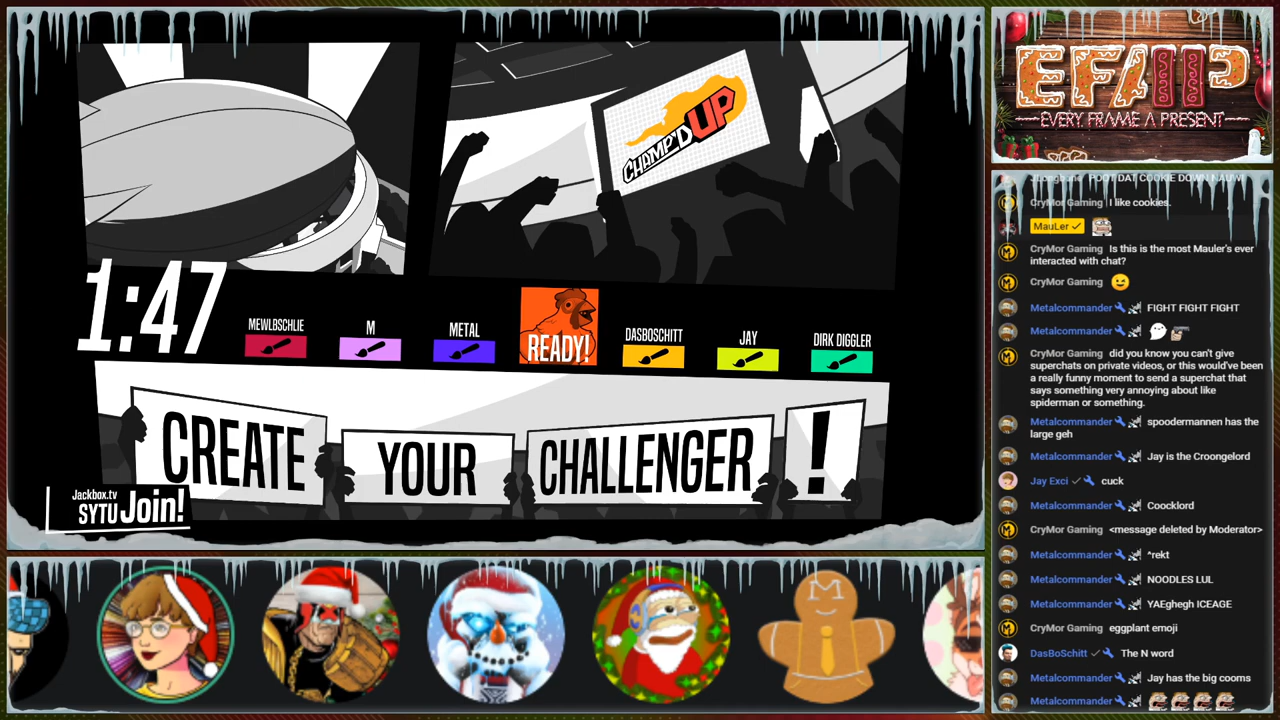 CHAMP'D UP
1:47
MEWLBSCHLIE
M
METAL
READY!
DASBOSCHITT
JAY
DIRK DIGGLER
CREATE
YOUR
CHALLENGER
!
Jackbox.tv
SYTU Join!
EFAP
EVERY FRAME A PRESENT
COOKIE DOWN
CryMor Gaming I like cookies.
MauLer
CryMor Gaming Is this is the most Mauler's ever
interacted with chat?
CryMor Gaming 😉
Metalcommander FIGHT FIGHT FIGHT
Metalcommander
CryMor Gaming did you know you can't give
superchats on private videos, or this would've been
a really funny moment to send a superchat that
says something very annoying about like
spiderman or something.
Metalcommander spoodermannen has the
large geh
Metalcommander Jay is the Croongelord
Jay Exci cuck
Metalcommander Coocklord
CryMor Gaming <message deleted by Moderator>
Metalcommander ^rekt
Metalcommander NOODLES LUL
Metalcommander YAEghegh ICEAGE
CryMor Gaming eggplant emoji
DasBoSchitt The N word
Metalcommander Jay has the big cooms
Metalcommander
M